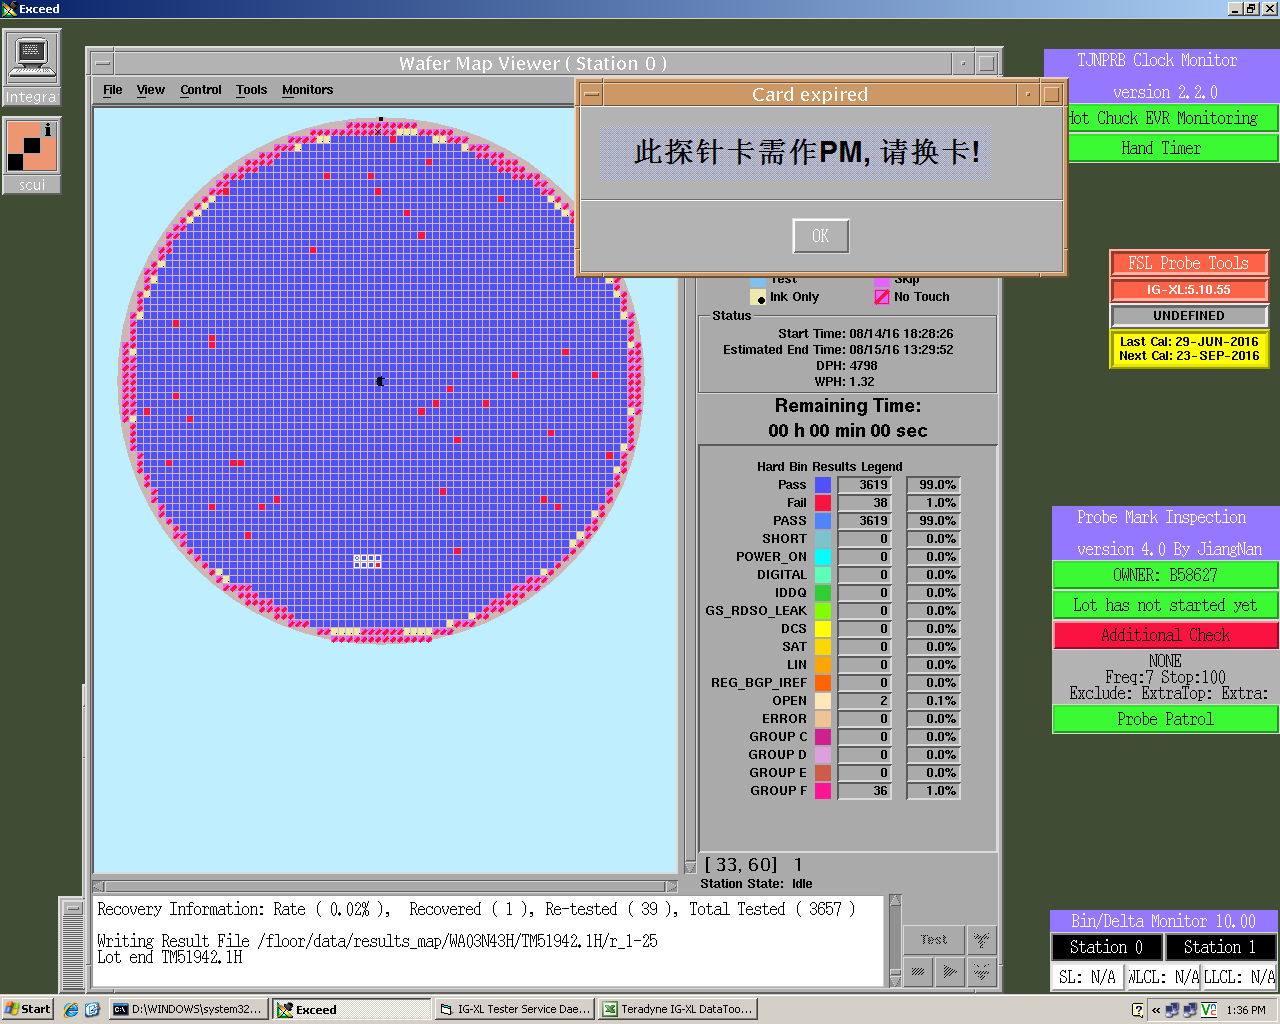 Exceed
Integra
scui
Wafer Map Viewer ( Station 0 )
File View Control Tools Monitors
Card expired
此探针卡需作PM, 请换卡!
OK
TJNPRB Clock Monitor
version 2.2.0
Hot Chuck EVR Monitoring
Hand Timer
FSL Probe Tools
IG-XL:5.10.55
UNDEFINED
Last Cal: 29-JUN-2016
Next Cal: 23-SEP-2016
Test Skip
Ink Only No Touch
Status
Start Time: 08/14/16 18:28:26
Estimated End Time: 08/15/16 13:29:52
DPH: 4798
WPH: 1.32
Remaining Time:
00 h 00 min 00 sec
Hard Bin Results Legend
Pass 3619 99.0%
Fail 38 1.0%
PASS 3619 99.0%
SHORT 0 0.0%
POWER_ON 0 0.0%
DIGITAL 0 0.0%
IDDQ 0 0.0%
GS_RDSO_LEAK 0 0.0%
DCS 0 0.0%
SAT 0 0.0%
LIN 0 0.0%
REG_BGP_IREF 0 0.0%
OPEN 2 0.1%
ERROR 0 0.0%
GROUP C 0 0.0%
GROUP D 0 0.0%
GROUP E 0 0.0%
GROUP F 36 1.0%
[ 33, 60] 1
Station State: Idle
Probe Mark Inspection
version 4.0 By JiangNan
OWNER: B58627
Lot has not started yet
Additional Check
NONE
Freq:7 Stop:100
Exclude: ExtraTop: Extra:
Probe Patrol
Recovery Information: Rate ( 0.02% ), Recovered ( 1 ), Re-tested ( 39 ), Total Tested ( 3657 )
Writing Result File /floor/data/results_map/WA03N43H/TM51942.1H/r_1-25
Lot end TM51942.1H
Test
Bin/Delta Monitor 10.00
Station 0 Station 1
SL: N/A WLCL: N/A LLCL: N/A
Start D:\WINDOWS\system32... Exceed IG-XL Tester Service Dae... Teradyne IG-XL DataToo... « 1:36 PM